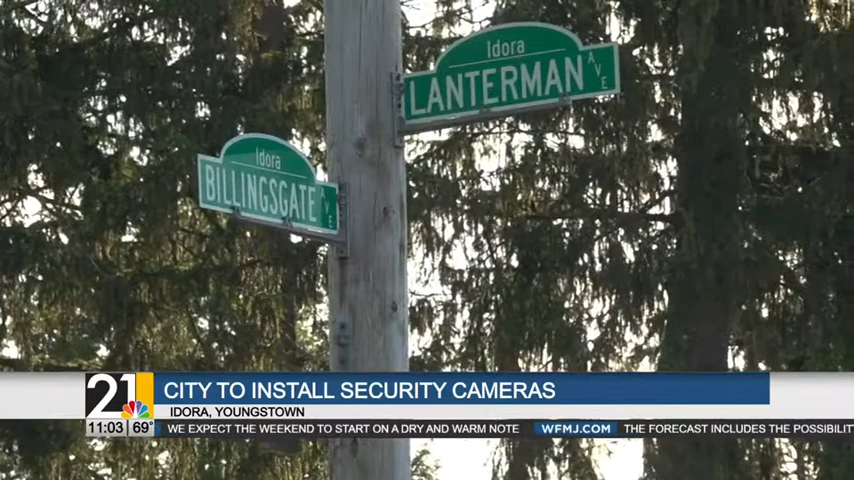 Idora
LANTERMAN AVE
Idora
BILLINGSGATE AVE
21
CITY TO INSTALL SECURITY CAMERAS
IDORA, YOUNGSTOWN
11:03 69°
WE EXPECT THE WEEKEND TO START ON A DRY AND WARM NOTE WFMJ.COM THE FORECAST INCLUDES THE POSSIBILIT